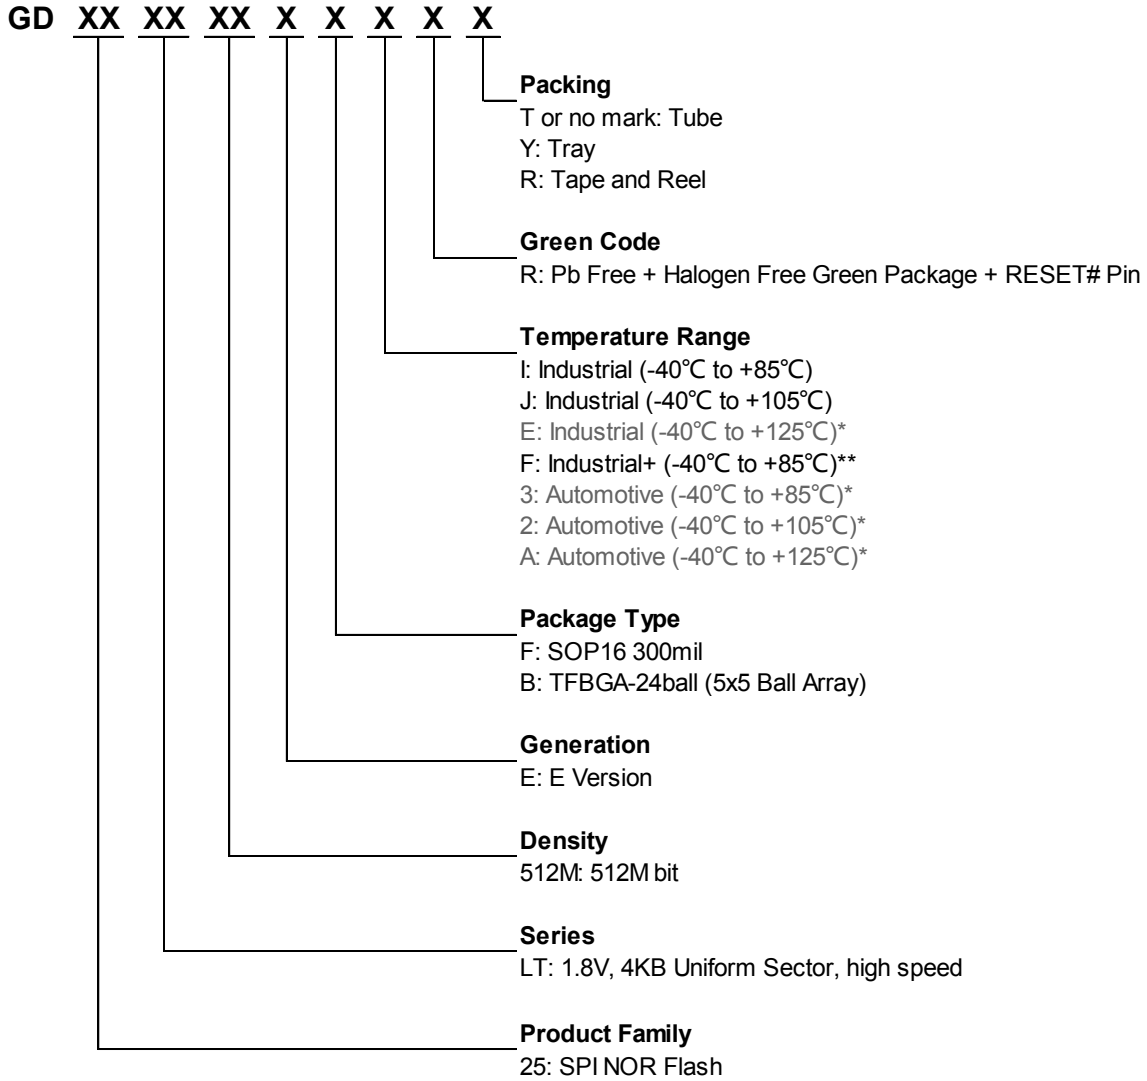 GD XX XX XX X X X X X
Packing
T or no mark: Tube
Y: Tray
R: Tape and Reel
Green Code
R: Pb Free + Halogen Free Green Package + RESET# Pin
Temperature Range
I: Industrial (-40℃ to +85℃)
J: Industrial (-40℃ to +105℃)
E: Industrial (-40℃ to +125℃)*
F: Industrial+ (-40℃ to +85℃)**
3: Automotive (-40℃ to +85℃)*
2: Automotive (-40℃ to +105℃)*
A: Automotive (-40℃ to +125℃)*
Package Type
F: SOP16 300mil
B: TFBGA-24ball (5x5 Ball Array)
Generation
E: E Version
Density
512M: 512M bit
Series
LT: 1.8V, 4KB Uniform Sector, high speed
Product Family
25: SPI NOR Flash